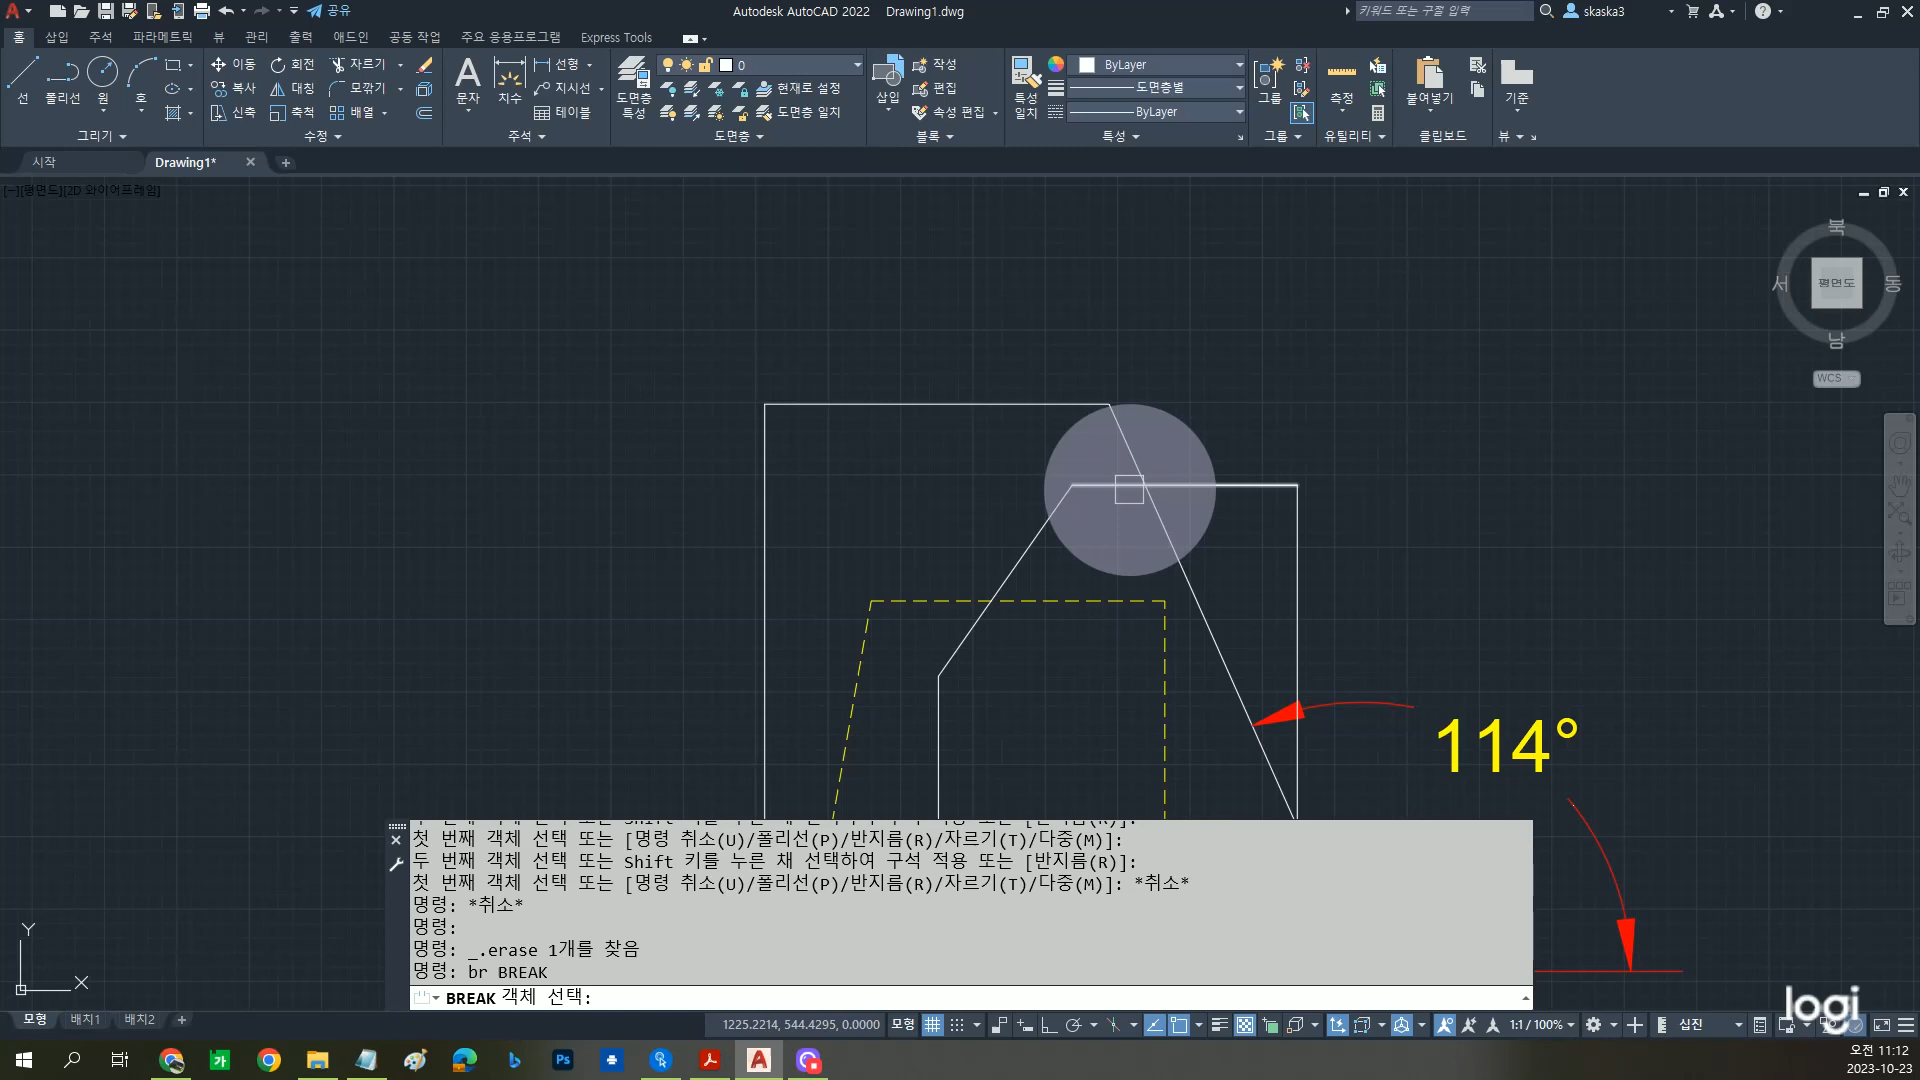 공유
Autodesk AutoCAD 2022 Drawing1.dwg
키워드 또는 구절 입력
skaska3
홈 삽입 주석 파라메트릭 뷰 관리 출력 애드인 공동 작업 주요 응용프로그램 Express Tools
선 폴리선 원 호
그리기
이동 회전 자르기
복사 대칭 모깎기
신축 축척 배열
수정
문자 치수
선형
지시선
테이블
주석
도면층 특성
0
현재로 설정
도면층 일치
도면층
삽입
작성
편집
속성 편집
블록
특성 일치
ByLayer
도면층별
ByLayer
특성
그룹
그룹
측정
유틸리티
붙여넣기
클립보드
기준
뷰
시작 Drawing1*
[−][평면도][2D 와이어프레임]
북
서 평면도 동
남
WCS
114°
첫 번째 객체 선택 또는 [명령 취소(U)/폴리선(P)/반지름(R)/자르기(T)/다중(M)]:
두 번째 객체 선택 또는 Shift 키를 누른 채 선택하여 구석 적용 또는 [반지름(R)]:
첫 번째 객체 선택 또는 [명령 취소(U)/폴리선(P)/반지름(R)/자르기(T)/다중(M)]: *취소*
명령: *취소*
명령:
명령: _.erase 1개를 찾음
명령: br BREAK
BREAK 객체 선택:
Y
X
모형 배치1 배치2
1225.2214, 544.4295, 0.0000 모형
1:1 / 100%
십진
logi
오전 11:12
2023-10-23